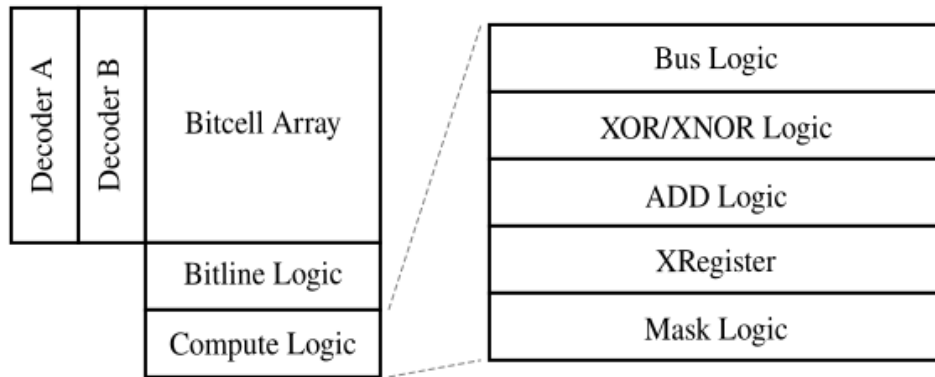 Decoder A
Decoder B
Bitcell Array
Bitline Logic
Compute Logic
Bus Logic
XOR/XNOR Logic
ADD Logic
XRegister
Mask Logic